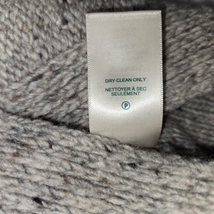 DRY CLEAN ONLY
NETTOYER À SEC
SEULEMENT
P